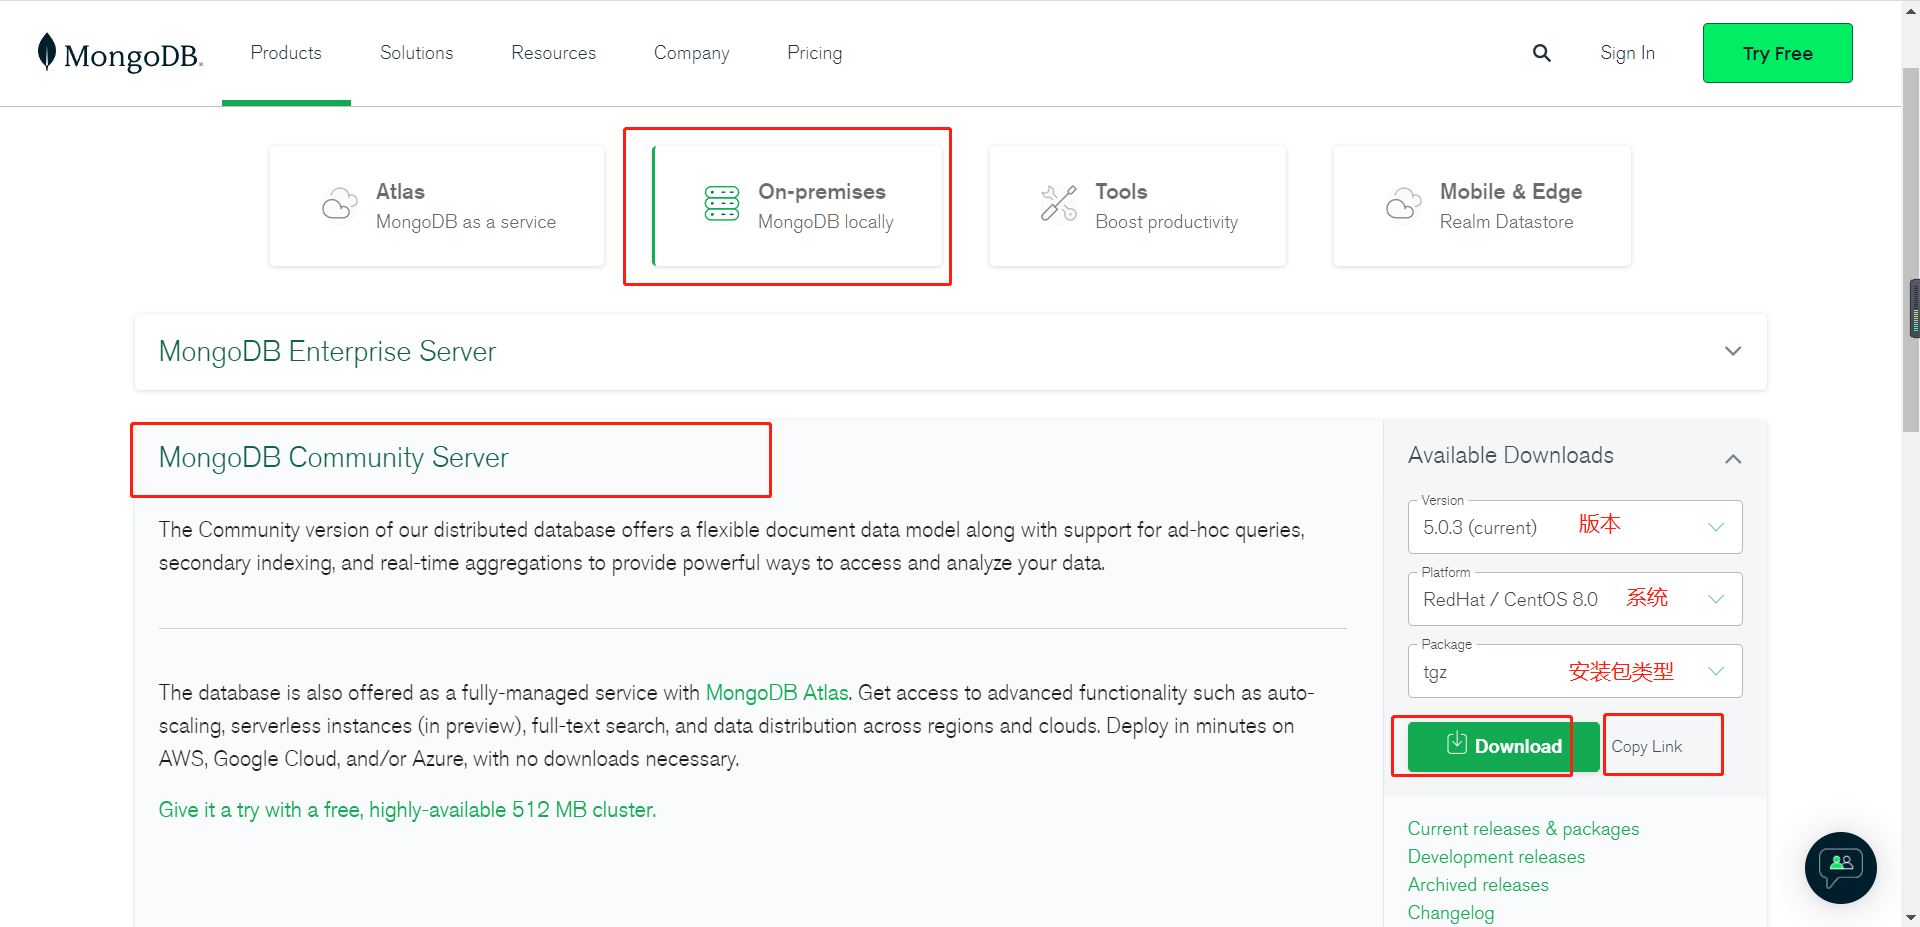 MongoDB.
Products
Solutions
Resources
Company
Pricing
Sign In
Try Free
Atlas
MongoDB as a service
On-premises
MongoDB locally
Tools
Boost productivity
Mobile & Edge
Realm Datastore
MongoDB Enterprise Server
MongoDB Community Server
The Community version of our distributed database offers a flexible document data model along with support for ad-hoc queries,
secondary indexing, and real-time aggregations to provide powerful ways to access and analyze your data.
The database is also offered as a fully-managed service with MongoDB Atlas. Get access to advanced functionality such as auto-
scaling, serverless instances (in preview), full-text search, and data distribution across regions and clouds. Deploy in minutes on
AWS, Google Cloud, and/or Azure, with no downloads necessary.
Give it a try with a free, highly-available 512 MB cluster.
Available Downloads
Version
5.0.3 (current) 版本
Platform
RedHat / CentOS 8.0 系统
Package
tgz 安装包类型
Download
Copy Link
Current releases & packages
Development releases
Archived releases
Changelog